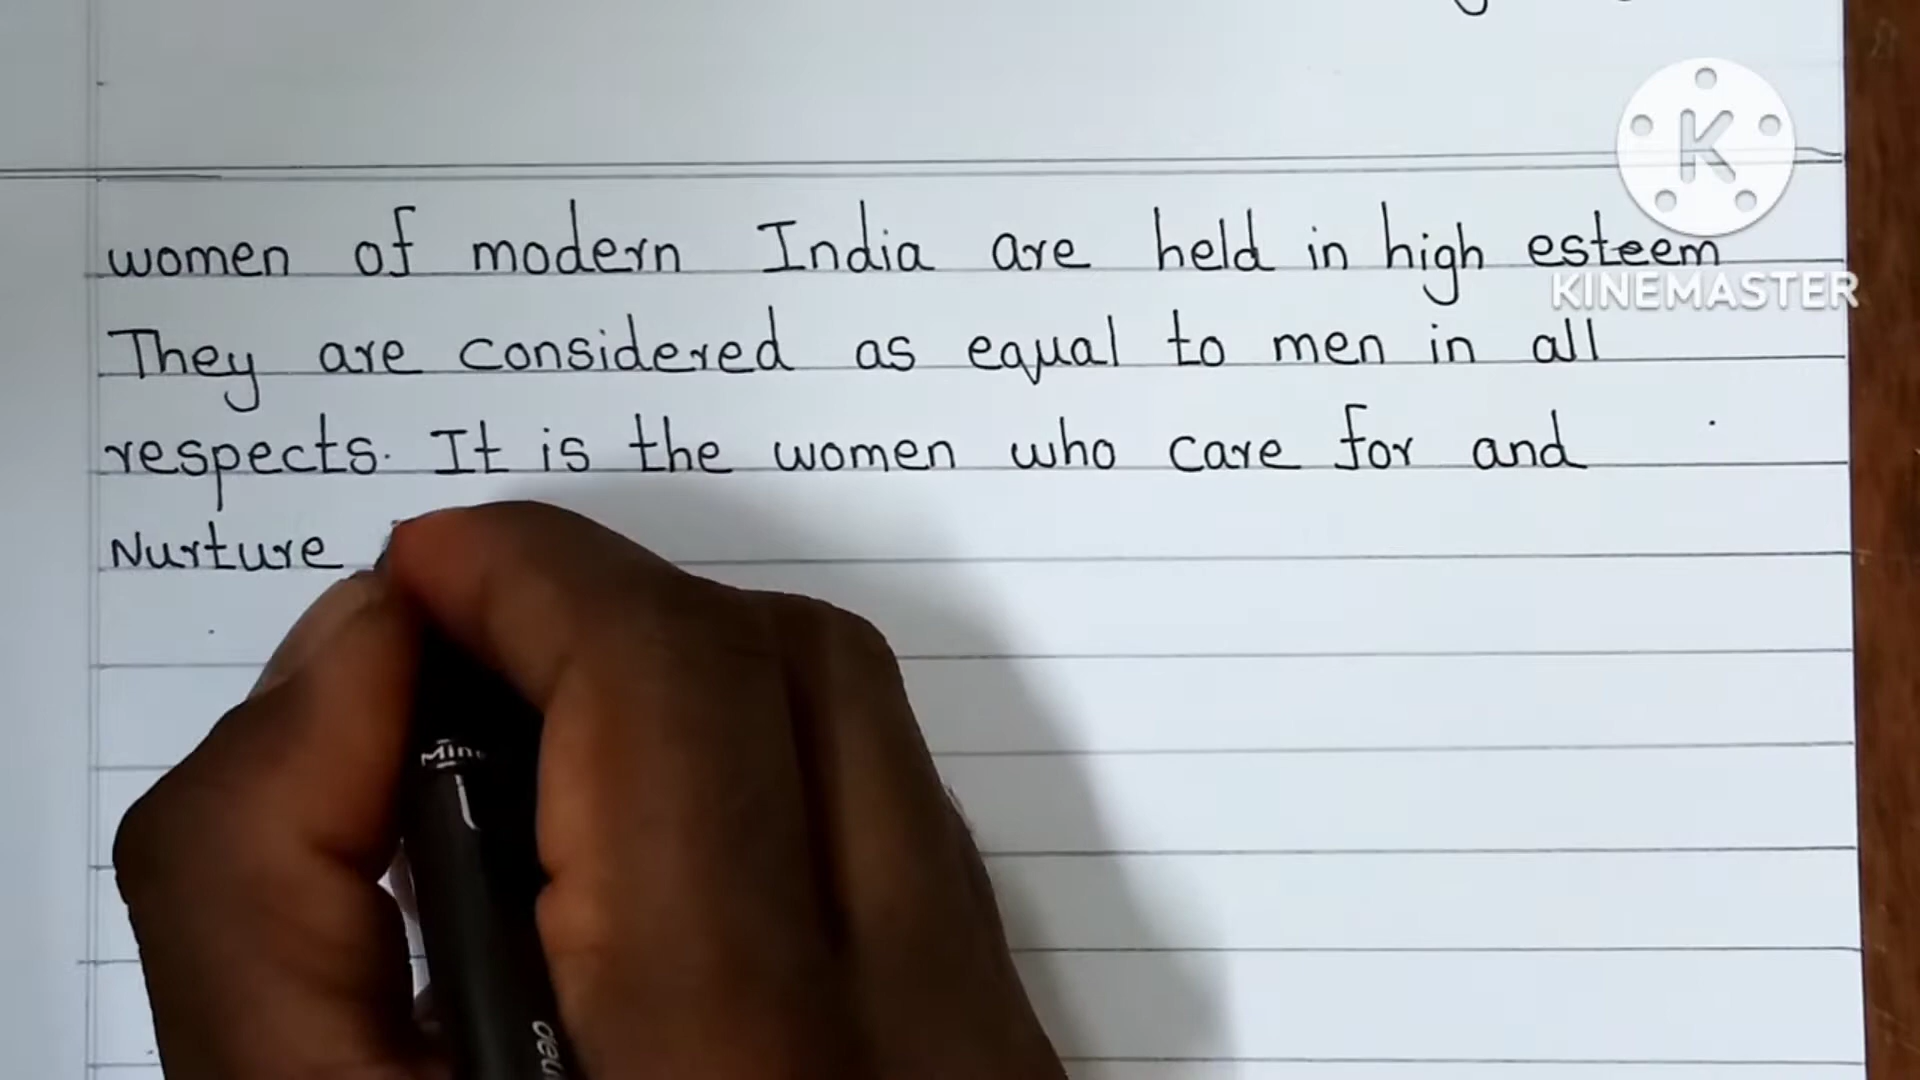 women of modern India are held in high esteem
KINEMASTER
They are considered as equal to men in all
respects. It is the women who care for and
Nurture